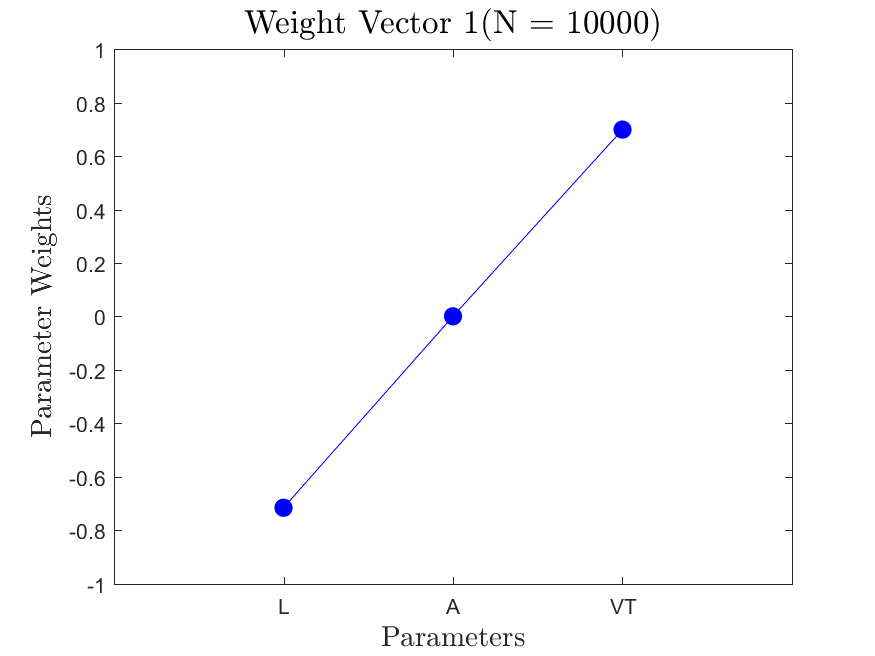 Weight Vector 1(N = 10000)
1
0.8
0.6
0.4
0.2
0
-0.2
-0.4
-0.6
-0.8
-1
Parameter Weights
L A VT
Parameters